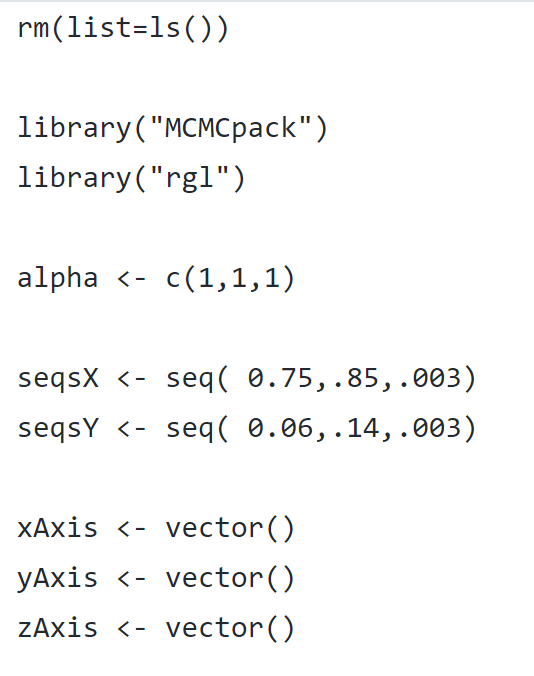 rm(list=ls())
library("MCMCpack")
library("rgl")
alpha <- c(1,1,1)
seqsX <- seq( 0.75,.85,.003)
seqsY <- seq( 0.06,.14,.003)
xAxis <- vector()
yAxis <- vector()
zAxis <- vector()